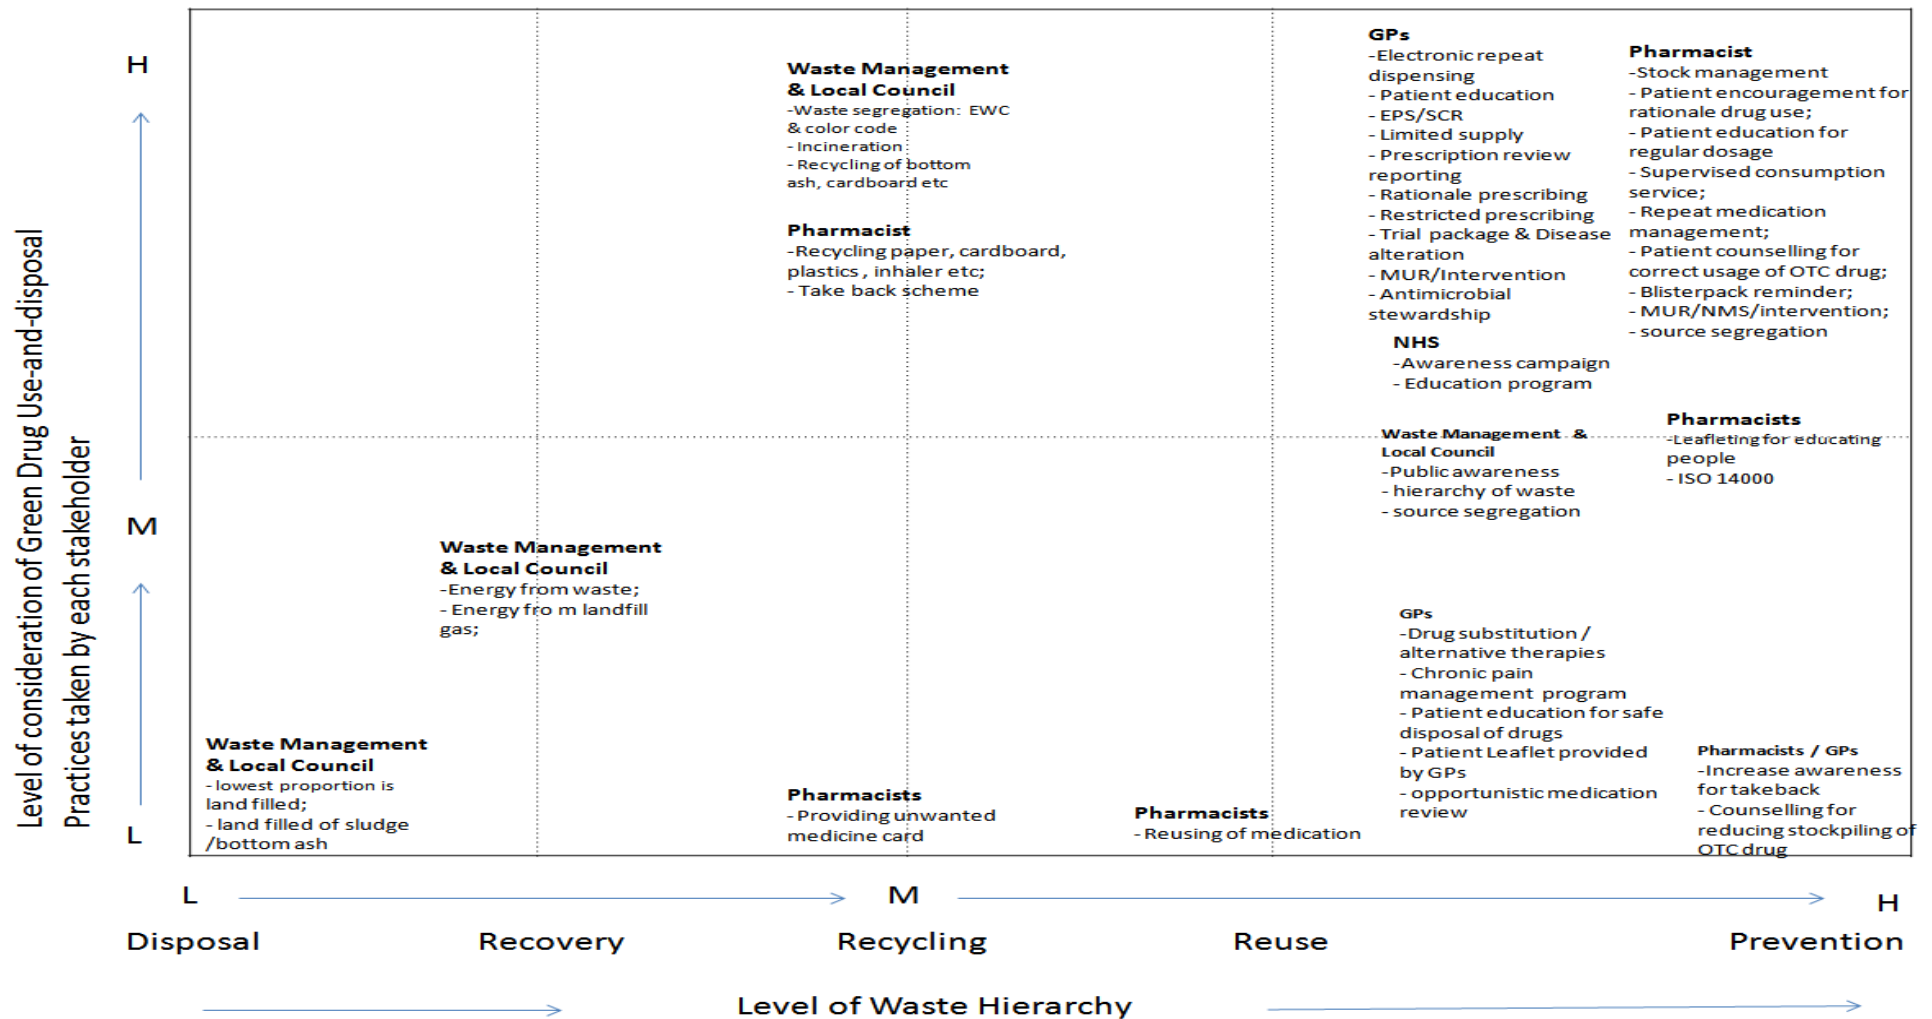 Level of consideration of Green Drug Use-and-disposal
Practices taken by each stakeholder
H
M
L
Waste Management
& Local Council
-Waste segregation: EWC
& color code
- Incineration
- Recycling of bottom
ash, cardboard etc
Pharmacist
-Recycling paper, cardboard,
plastics , inhaler etc;
- Take back scheme
GPs
-Electronic repeat
dispensing
- Patient education
- EPS/SCR
- Limited supply
- Prescription review
reporting
- Rationale prescribing
- Restricted prescribing
- Trial package & Disease
alteration
- MUR/Intervention
- Antimicrobial
stewardship
Pharmacist
-Stock management
- Patient encouragement for
rationale drug use;
- Patient education for
regular dosage
- Supervised consumption
service;
- Repeat medication
management;
- Patient counselling for
correct usage of OTC drug;
- Blisterpack reminder;
- MUR/NMS/intervention;
- source segregation
NHS
-Awareness campaign
- Education program
Waste Management &
Local Council
-Public awareness
- hierarchy of waste
- source segregation
Pharmacists
-Leafleting for educating
people
- ISO 14000
Waste Management
& Local Council
-Energy from waste;
- Energy fro m landfill
gas;
GPs
-Drug substitution /
alternative therapies
- Chronic pain
management program
- Patient education for safe
disposal of drugs
- Patient Leaflet provided
by GPs
- opportunistic medication
review
Waste Management
& Local Council
- lowest proportion is
land filled;
- land filled of sludge
/bottom ash
Pharmacists
- Providing unwanted
medicine card
Pharmacists
- Reusing of medication
Pharmacists / GPs
-Increase awareness
for takeback
- Counselling for
reducing stockpiling of
OTC drug
L
M
H
Disposal
Recovery
Recycling
Reuse
Prevention
Level of Waste Hierarchy